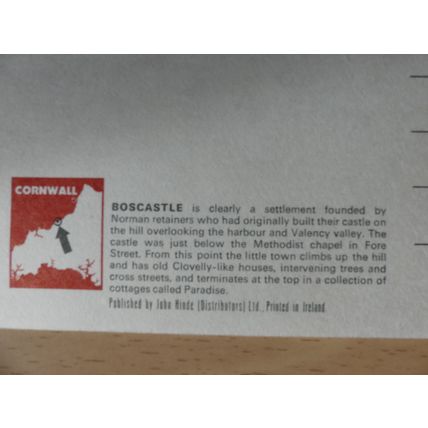 CORNWALL
BOSCASTLE is clearly a settlement founded by
Norman retainers who had originally built their castle on
the hill overlooking the harbour and Valency valley. The
castle was just below the Methodist chapel in Fore
Street. From this point the little town climbs up the hill
and has old Clovelly-like houses, intervening trees and
cross streets, and terminates at the top in a collection of
cottages called Paradise.
Published by John Hinde (Distributors) Ltd., Printed in Ireland